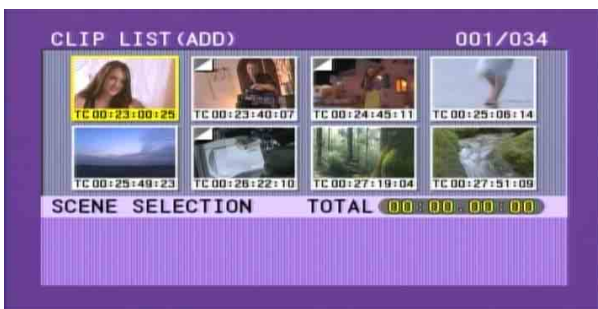 CLIP LIST(ADD) 001/034
TC 00:23:00:25 TC 00:23:40:07 TC 00:24:45:11 TC 00:25:06:14
TC 00:25:49:23 TC 00:26:22:10 TC 00:27:19:04 TC 00:27:51:09
SCENE SELECTION TOTAL 00:00.00:00